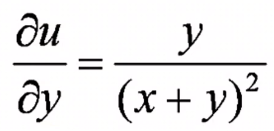 ∂u/∂y = y/(x + y)²